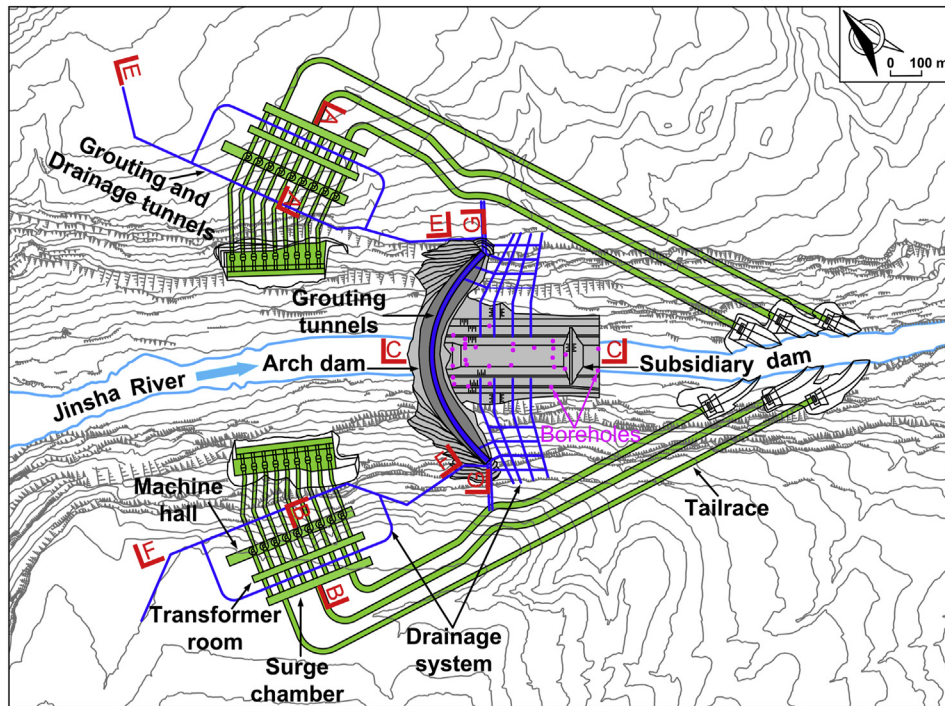 0 100 m
E
A
Grouting and
Drainage tunnels
A
E
G
Grouting
tunnels
C
C
Jinsha River
Arch dam
Subsidiary dam
Boreholes
F
G
Machine
hall
B
Tailrace
F
B
Transformer
room
Drainage
system
Surge
chamber